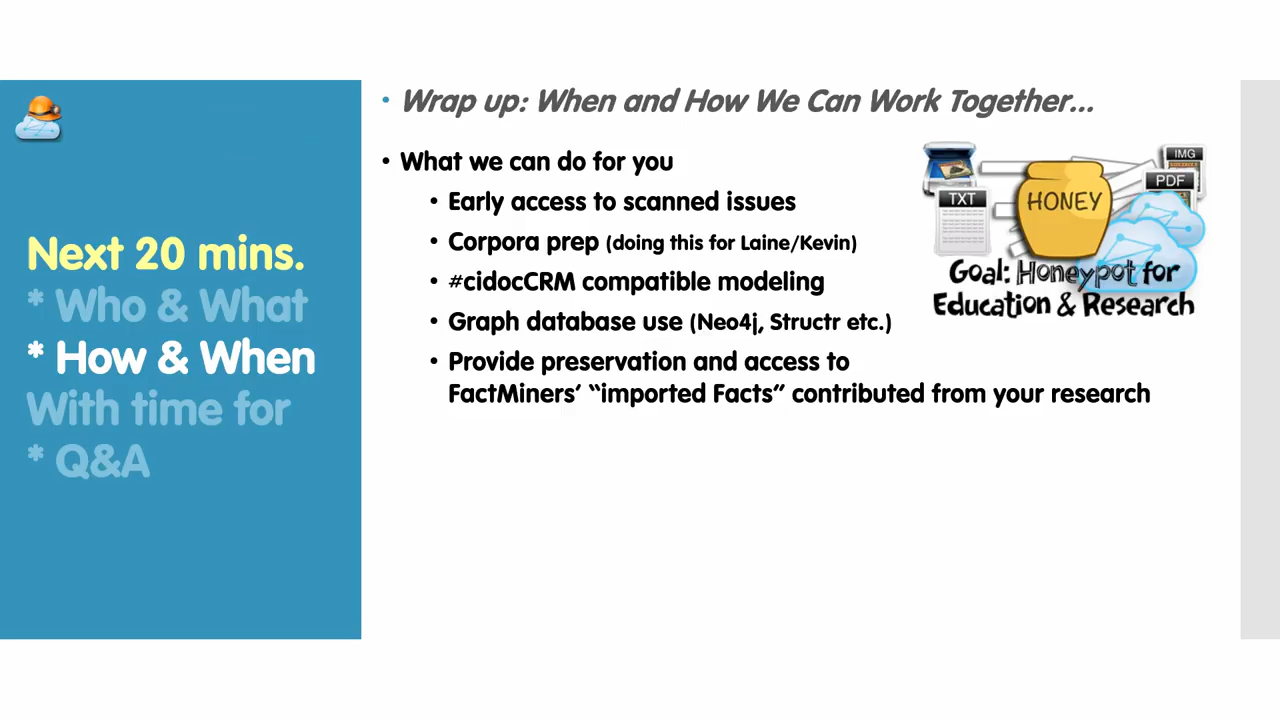 Next 20 mins.
* Who & What
* How & When
With time for
* Q&A
• Wrap up: When and How We Can Work Together...
• What we can do for you
• Early access to scanned issues
• Corpora prep (doing this for Laine/Kevin)
• #cidocCRM compatible modeling
• Graph database use (Neo4j, Structr etc.)
• Provide preservation and access to
FactMiners’ “imported Facts” contributed from your research
IMG
PDF
TXT
HONEY
Goal: Honeypot for
Education & Research